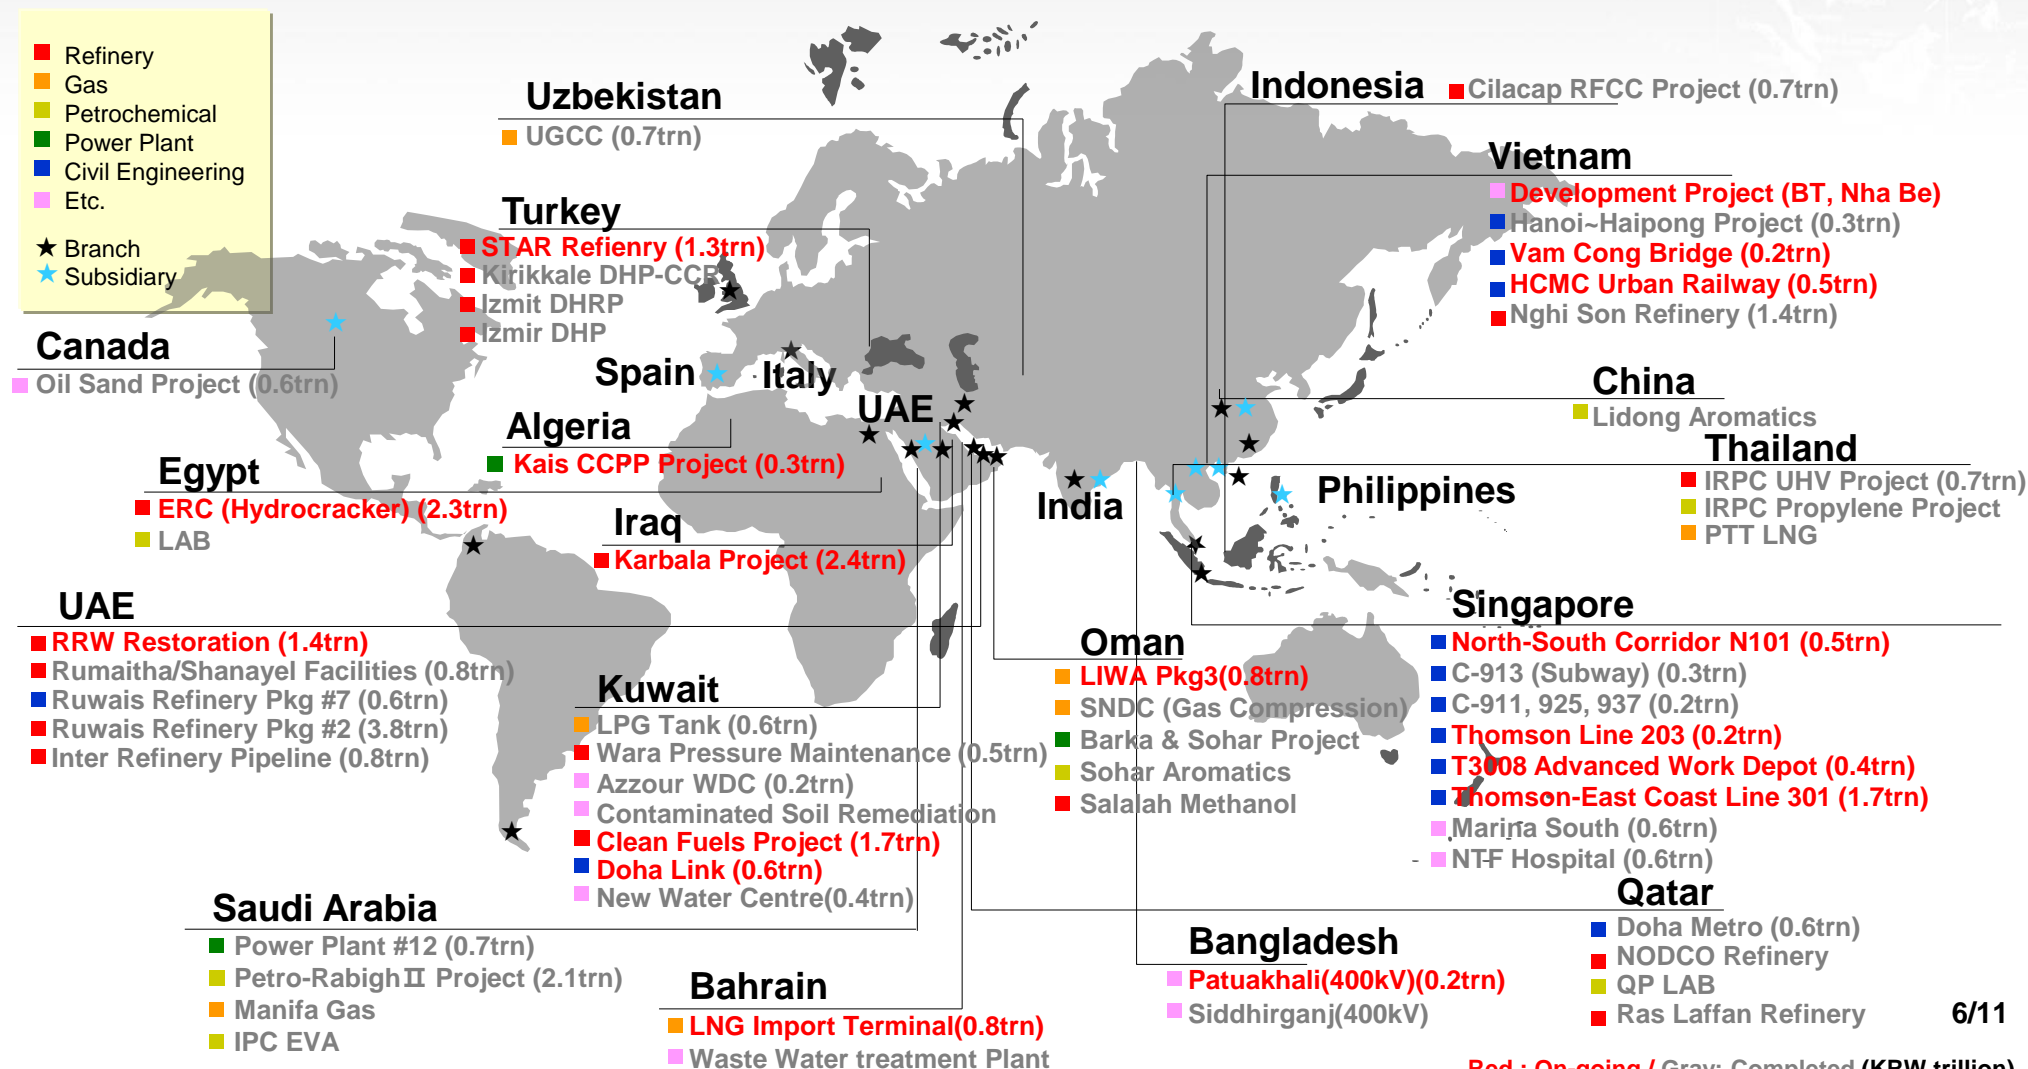 Refinery
Gas
Petrochemical
Power Plant
Civil Engineering
Etc.
Branch
Subsidiary
Uzbekistan
UGCC (0.7trn)
Indonesia
Cilacap RFCC Project (0.7trn)
Vietnam
Development Project (BT, Nha Be)
Hanoi~Haipong Project (0.3trn)
Vam Cong Bridge (0.2trn)
HCMC Urban Railway (0.5trn)
Nghi Son Refinery (1.4trn)
Turkey
STAR Refienry (1.3trn)
Kirikkale DHP-CCR
Izmit DHRP
Izmir DHP
Canada
Oil Sand Project (0.6trn)
Spain
Italy
UAE
China
Lidong Aromatics
Algeria
Kais CCPP Project (0.3trn)
Thailand
IRPC UHV Project (0.7trn)
IRPC Propylene Project
PTT LNG
Egypt
ERC (Hydrocracker) (2.3trn)
LAB
India
Philippines
Iraq
Karbala Project (2.4trn)
UAE
RRW Restoration (1.4trn)
Rumaitha/Shanayel Facilities (0.8trn)
Ruwais Refinery Pkg #7 (0.6trn)
Ruwais Refinery Pkg #2 (3.8trn)
Inter Refinery Pipeline (0.8trn)
Singapore
North-South Corridor N101 (0.5trn)
C-913 (Subway) (0.3trn)
C-911, 925, 937 (0.2trn)
Thomson Line 203 (0.2trn)
T3008 Advanced Work Depot (0.4trn)
Thomson-East Coast Line 301 (1.7trn)
Marina South (0.6trn)
NTF Hospital (0.6trn)
Oman
LIWA Pkg3(0.8trn)
SNDC (Gas Compression)
Barka & Sohar Project
Sohar Aromatics
Salalah Methanol
Kuwait
LPG Tank (0.6trn)
Wara Pressure Maintenance (0.5trn)
Azzour WDC (0.2trn)
Contaminated Soil Remediation
Clean Fuels Project (1.7trn)
Doha Link (0.6trn)
New Water Centre(0.4trn)
Saudi Arabia
Power Plant #12 (0.7trn)
Petro-RabighⅡ Project (2.1trn)
Manifa Gas
IPC EVA
Bahrain
LNG Import Terminal(0.8trn)
Waste Water treatment Plant
Bangladesh
Patuakhali(400kV)(0.2trn)
Siddhirganj(400kV)
Qatar
Doha Metro (0.6trn)
NODCO Refinery
QP LAB
Ras Laffan Refinery
6/11
Red : On-going / Gray: Completed (KRW trillion)